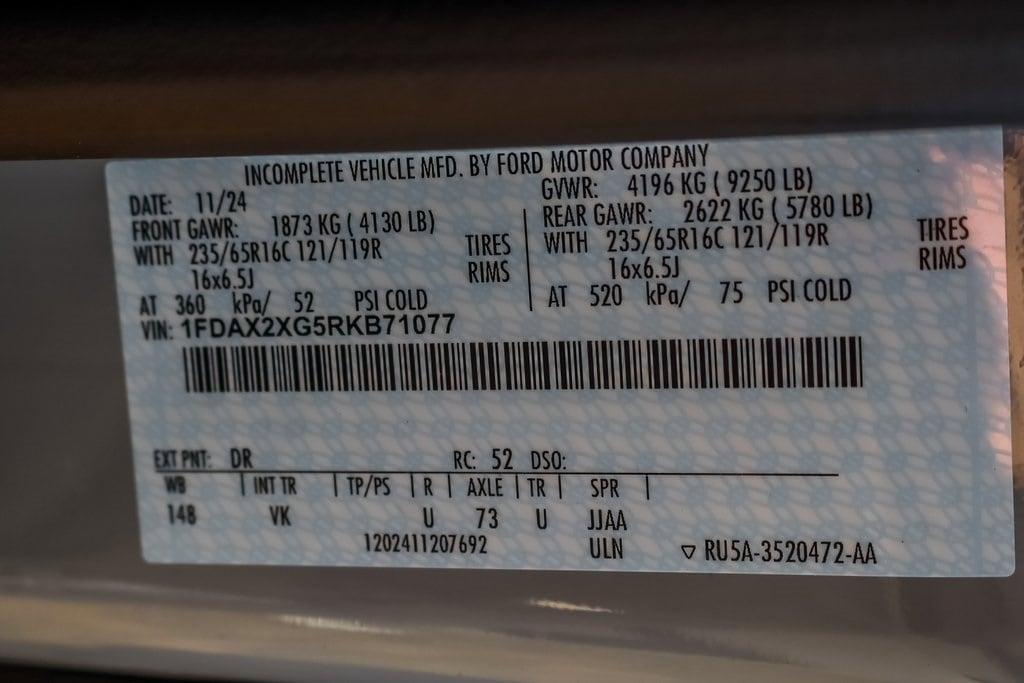 INCOMPLETE VEHICLE MFD. BY FORD MOTOR COMPANY
DATE: 11/24 GVWR: 4196 KG ( 9250 LB)
FRONT GAWR: 1873 KG ( 4130 LB) REAR GAWR: 2622 KG ( 5780 LB)
WITH 235/65R16C 121/119R TIRES WITH 235/65R16C 121/119R TIRES
16x6.5J RIMS 16x6.5J RIMS
AT 360 kPa/ 52 PSI COLD AT 520 kPa/ 75 PSI COLD
VIN: 1FDAX2XG5RKB71077
EXT PNT: DR RC: 52 DSO:
WB | INT TR | TP/PS | R | AXLE | TR | SPR |
148 VK U 73 U JJAA
1202411207692 ULN ▽ RU5A-3520472-AA